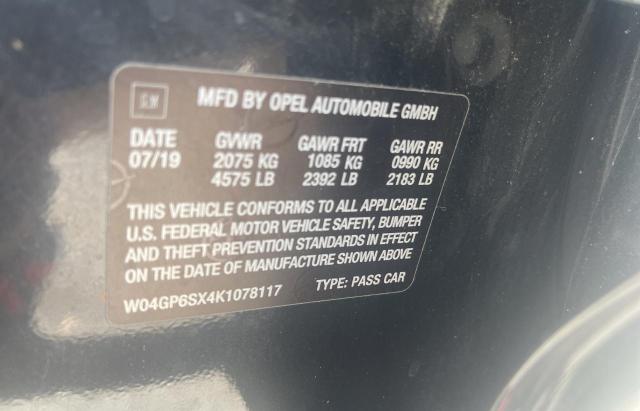 GM MFD BY OPEL AUTOMOBILE GMBH
DATE GVWR GAWR FRT GAWR RR
07/19 2075 KG 1085 KG 0990 KG
4575 LB 2392 LB 2183 LB
THIS VEHICLE CONFORMS TO ALL APPLICABLE
U.S. FEDERAL MOTOR VEHICLE SAFETY, BUMPER
AND THEFT PREVENTION STANDARDS IN EFFECT
ON THE DATE OF MANUFACTURE SHOWN ABOVE
W04GP6SX4K1078117 TYPE: PASS CAR